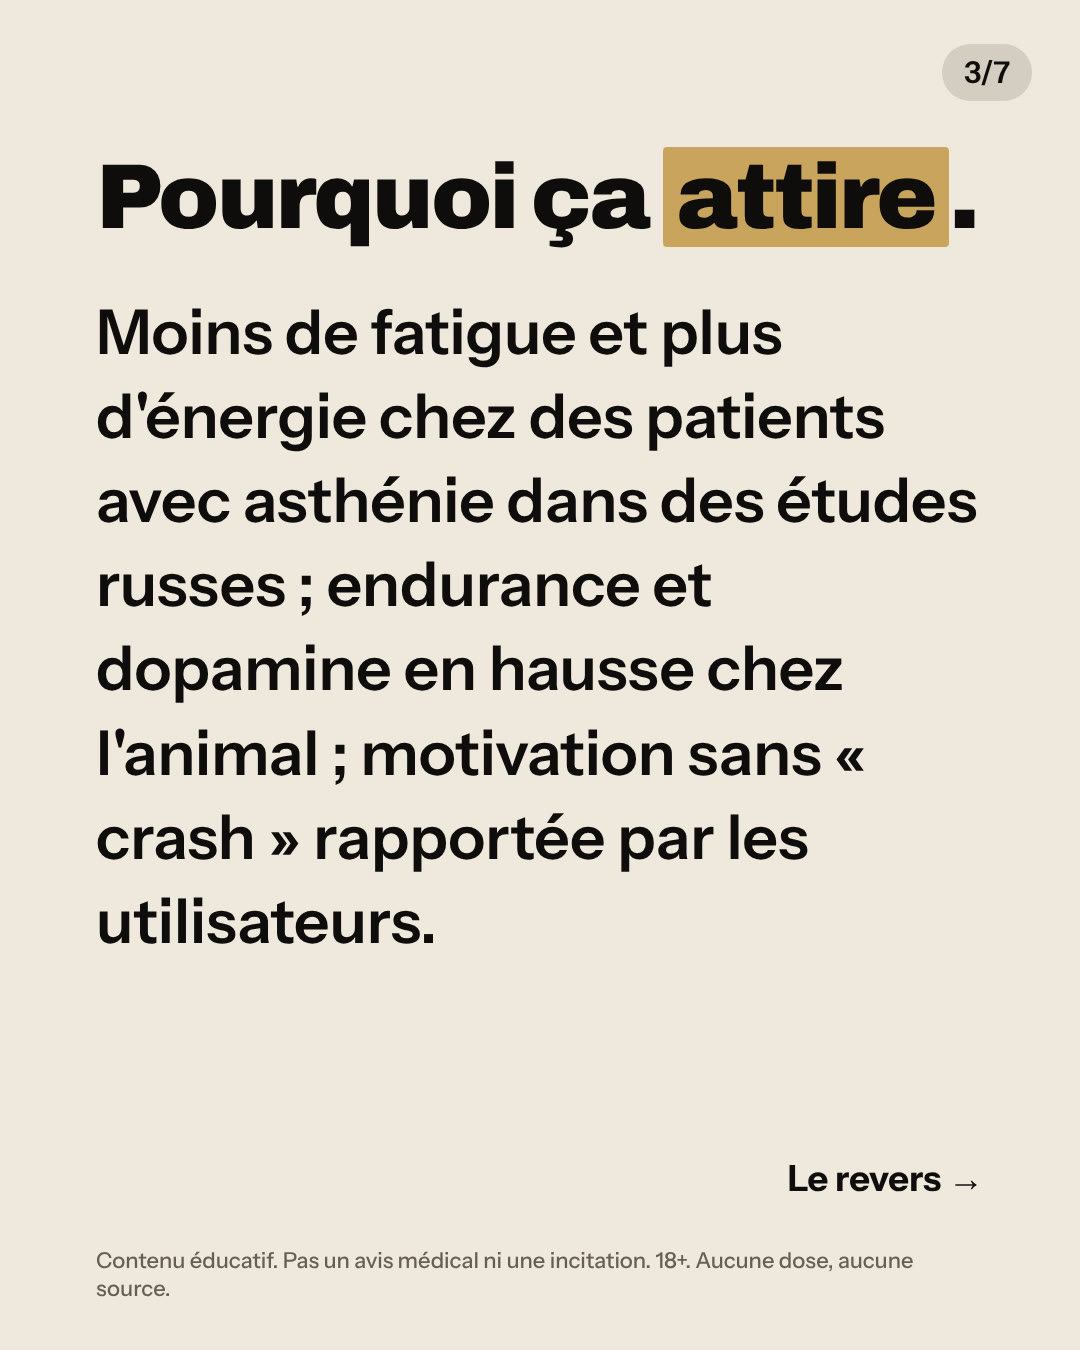 3/7
Pourquoi ça attire.
Moins de fatigue et plus
d'énergie chez des patients
avec asthénie dans des études
russes ; endurance et
dopamine en hausse chez
l'animal ; motivation sans «
crash » rapportée par les
utilisateurs.
Le revers →
Contenu éducatif. Pas un avis médical ni une incitation. 18+. Aucune dose, aucune
source.